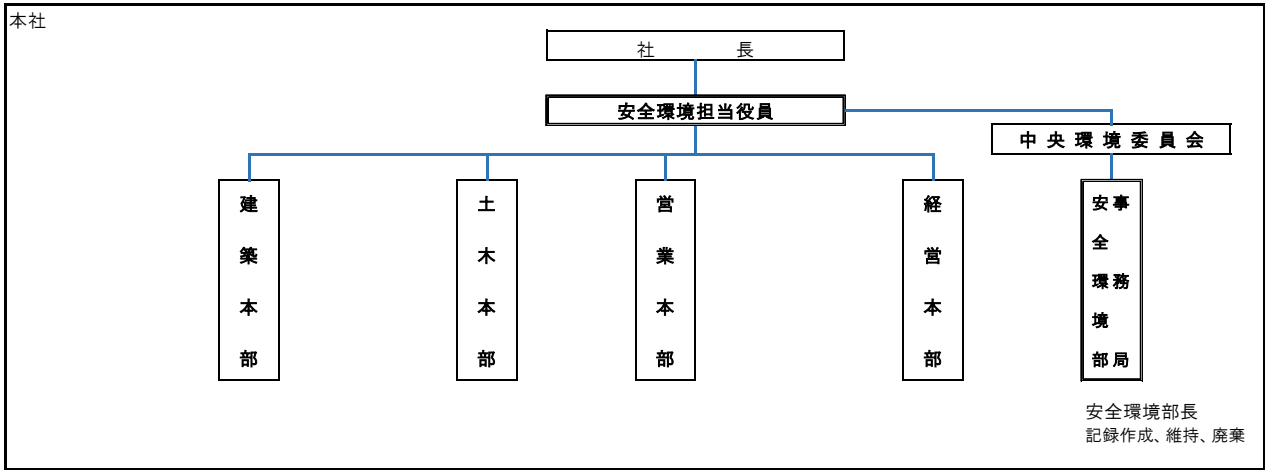 本社
社 長
安全環境担当役員
中央環境委員会
建築本部
土木本部
営業本部
経営本部
事務局
安全環境部
安全環境部長
記録作成、維持、廃棄